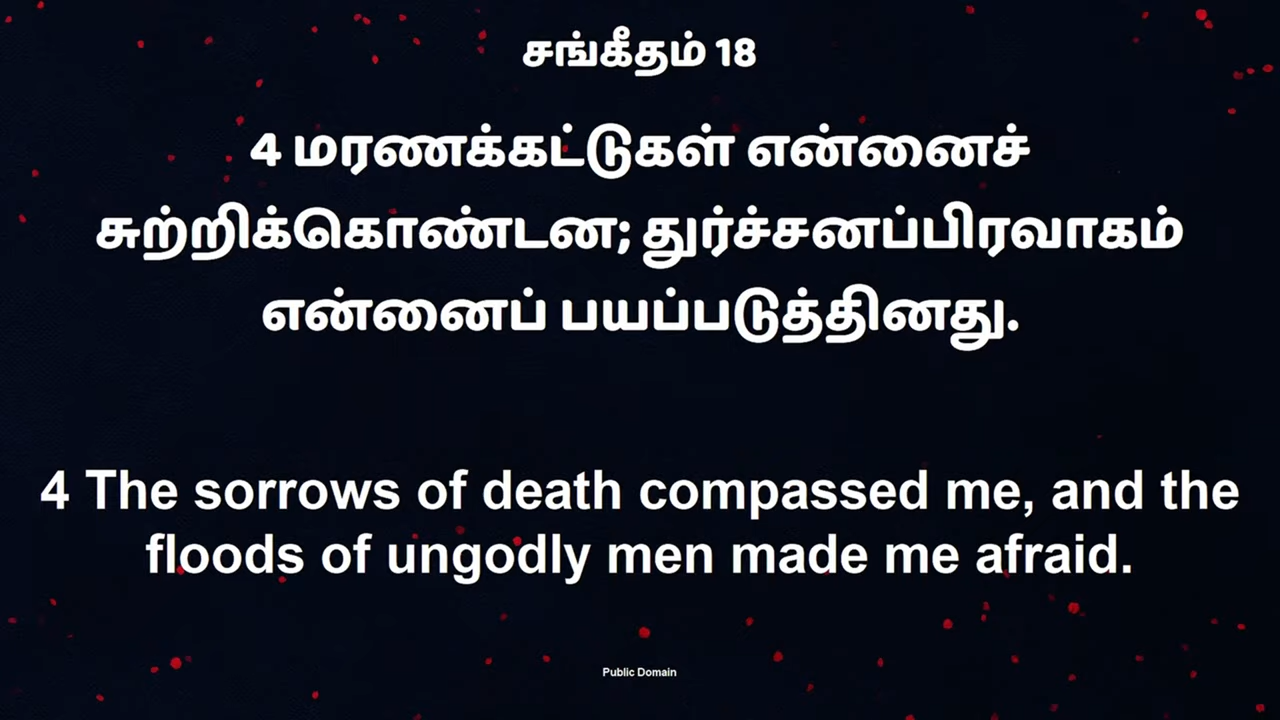 சங்கீதம் 18
4 மரணக்கட்டுகள் என்னைச்
சுற்றிக்கொண்டன; துர்ச்சனப்பிரவாகம்
என்னைப் பயப்படுத்தினது.
4 The sorrows of death compassed me, and the
floods of ungodly men made me afraid.
Public Domain